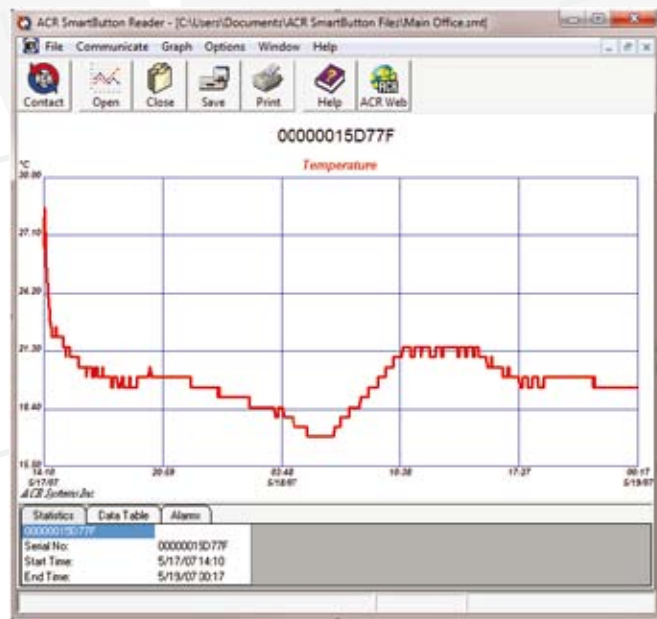 ACR SmartButton Reader - [C:\Users\Documents\ACR SmartButton Files\Main Office.smt]
File Communicate Graph Options Window Help
Contact Open Close Save Print Help ACR Web
00000015D77F
Temperature
°C
30.00
27.10
24.20
21.30
18.40
15.50
14:10 20:59 03:48 10:38 17:27 00:17
5/17/07 5/18/07 5/19/07
ACR Systems Inc
Statistics Data Table Alarms
00000015D77F
Serial No: 00000015D77F
Start Time: 5/17/07 14:10
End Time: 5/19/07 00:17